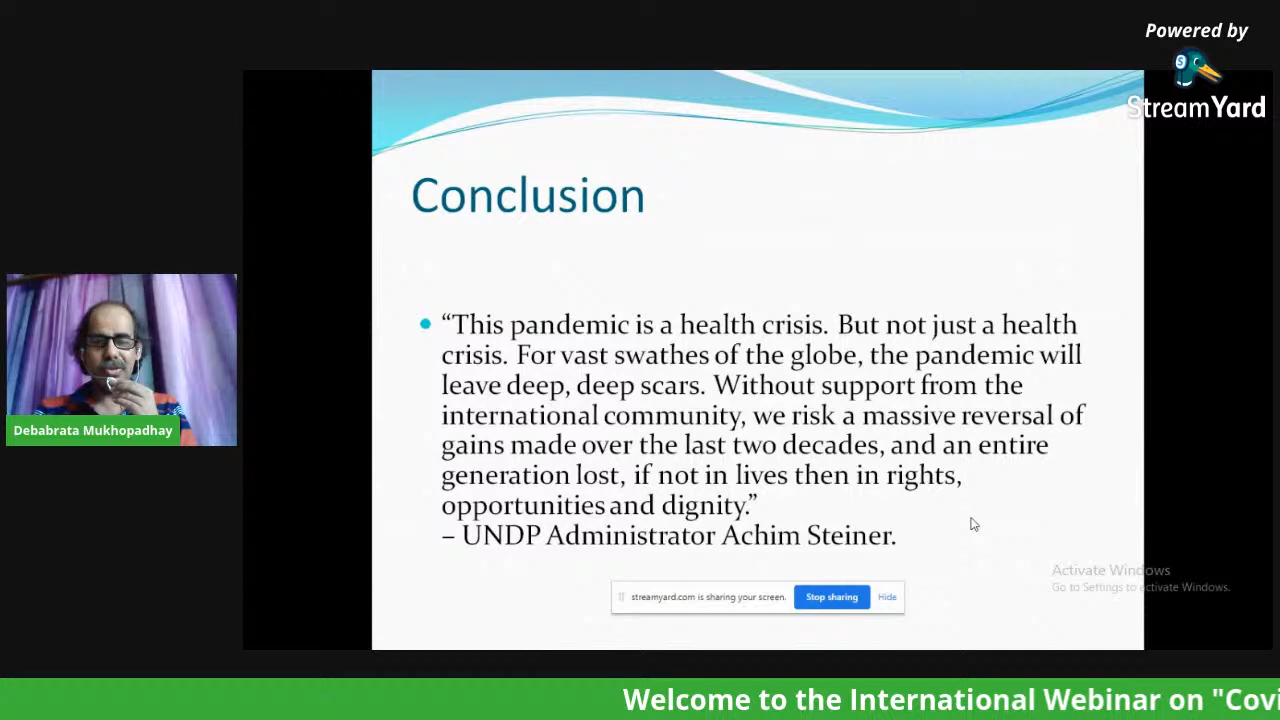 Powered by
StreamYard
Conclusion
“This pandemic is a health crisis. But not just a health
crisis. For vast swathes of the globe, the pandemic will
leave deep, deep scars. Without support from the
international community, we risk a massive reversal of
gains made over the last two decades, and an entire
generation lost, if not in lives then in rights,
opportunities and dignity.”
– UNDP Administrator Achim Steiner.
Debabrata Mukhopadhay
Activate Windows
Go to Settings to activate Windows.
streamyard.com is sharing your screen. Stop sharing Hide
Welcome to the International Webinar on "Covi